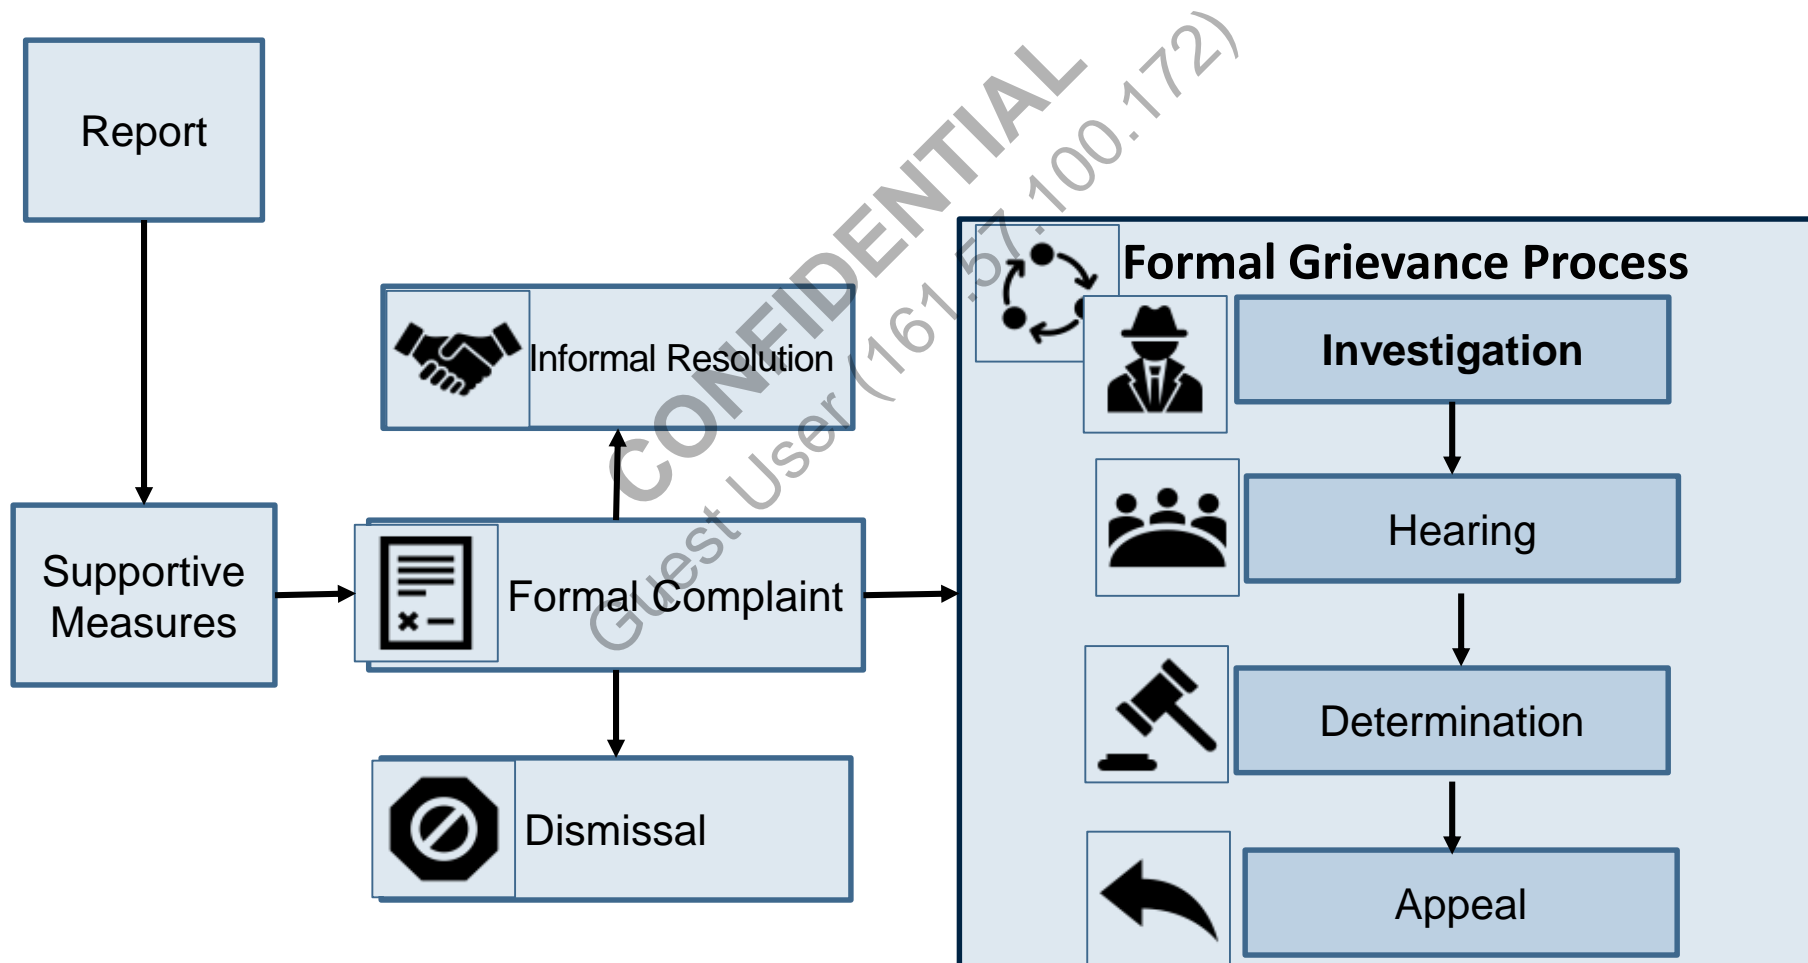 Report
Supportive
Measures
Informal Resolution
Formal Complaint
Dismissal
Formal Grievance Process
Investigation
Hearing
Determination
Appeal
CONFIDENTIAL
Guest User (161.57.100.172)